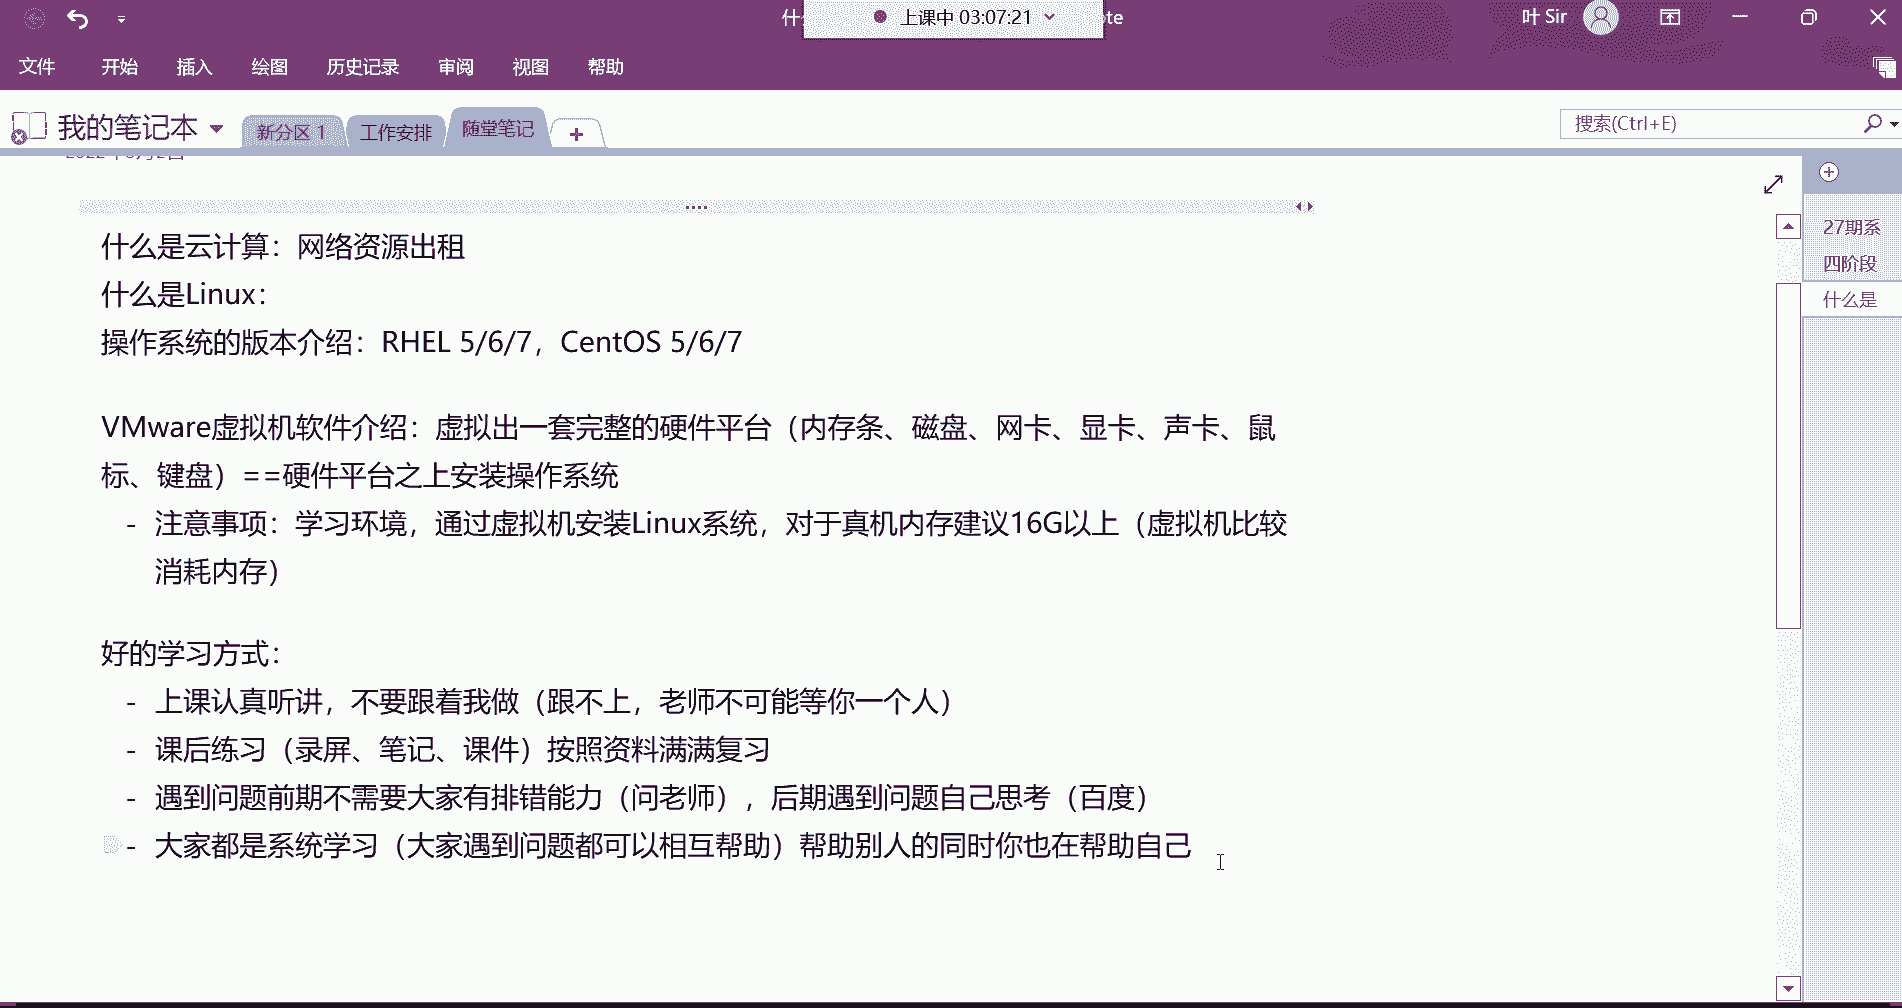 什 上课中 03:07:21 ote 叶 Sir
文件 开始 插入 绘图 历史记录 审阅 视图 帮助
我的笔记本 新分区 1 工作安排 随堂笔记 搜索(Ctrl+E)
27期系
四阶段
什么是
什么是云计算：网络资源出租
什么是Linux：
操作系统的版本介绍：RHEL 5/6/7，CentOS 5/6/7
VMware虚拟机软件介绍：虚拟出一套完整的硬件平台（内存条、磁盘、网卡、显卡、声卡、鼠
标、键盘）==硬件平台之上安装操作系统
- 注意事项：学习环境，通过虚拟机安装Linux系统，对于真机内存建议16G以上（虚拟机比较
消耗内存）
好的学习方式：
- 上课认真听讲，不要跟着我做（跟不上，老师不可能等你一个人）
- 课后练习（录屏、笔记、课件）按照资料满满复习
- 遇到问题前期不需要大家有排错能力（问老师），后期遇到问题自己思考（百度）
- 大家都是系统学习（大家遇到问题都可以相互帮助）帮助别人的同时你也在帮助自己